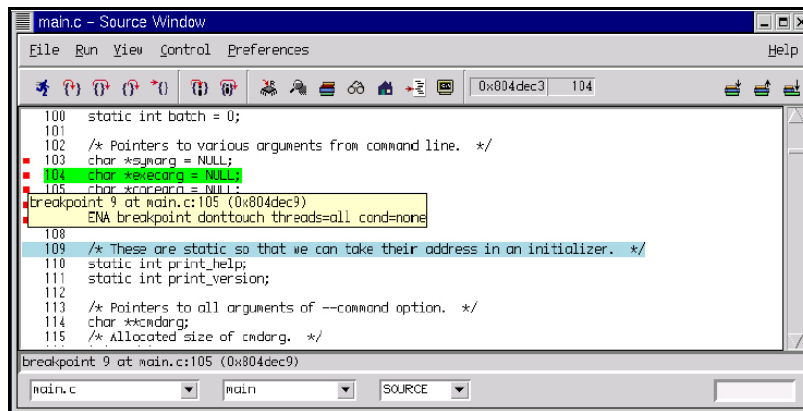 main.c - Source Window
File Run View Control Preferences Help
0x804dec3 104
100 static int batch = 0;
101
102 /* Pointers to various arguments from command line. */
103 char *symarg = NULL;
104 char *execarg = NULL;
105 char *corearg = NULL;
breakpoint 9 at main.c:105 (0x804dec9)
ENA breakpoint donttouch threads=all cond=none
108
109 /* These are static so that we can take their address in an initializer. */
110 static int print_help;
111 static int print_version;
112
113 /* Pointers to all arguments of --command option. */
114 char **cmdarg;
115 /* Allocated size of cmdarg. */
breakpoint 9 at main.c:105 (0x804dec9)
main.c main SOURCE